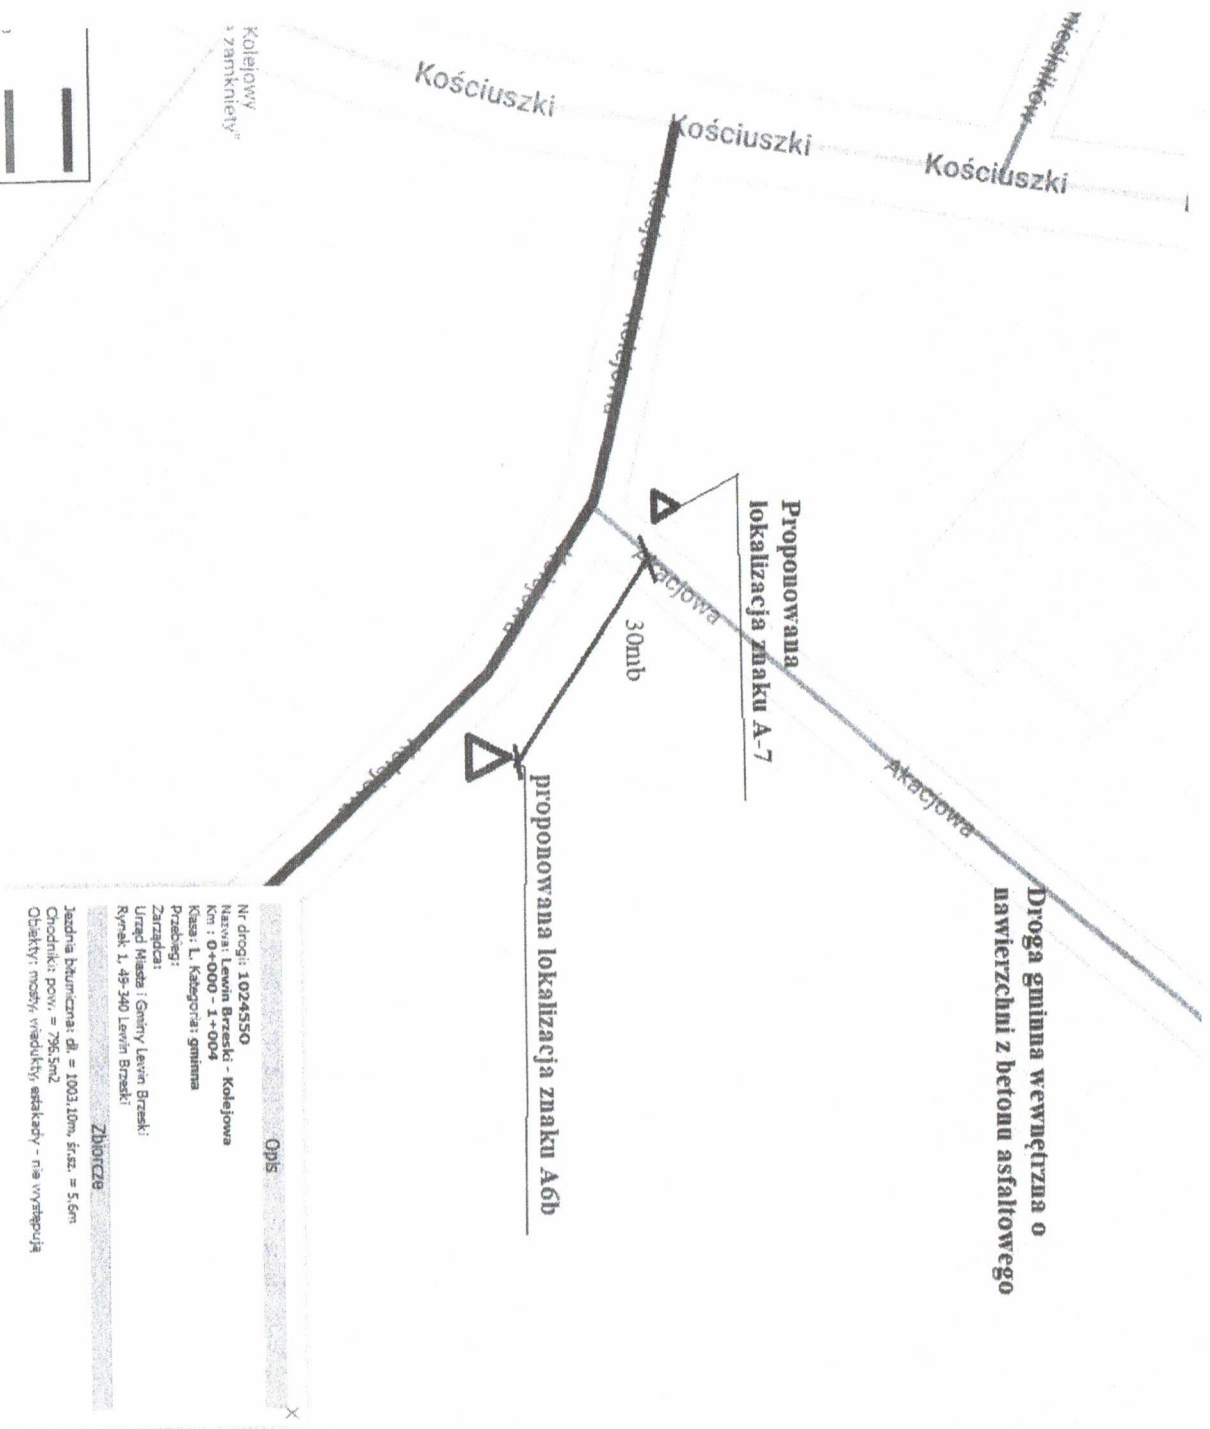 Kolejowy
zamknięty"
Kościuszki
Kościuszki
Kościuszki
Kolejowa
Kolejowa
Proponowana
lokalizacja znaku A-7
Akacjowa
30mb
Akacjowa
proponowana lokalizacja znaku A6b
Droga gminna wewnętrzna o
nawierzchni z betonu asfaltowego
Opis
X
Nr drogi: 102455O
Nazwa: Lewin Brzeski - Kolejowa
Km : 0+000 - 1+004
Klasa: L. Kategoria: gminna
Przebieg:
Zarządca:
Urząd Miasta i Gminy Lewin Brzeski
Rynek 1, 49-340 Lewin Brzeski
Zbiorcze
Jezdnia bitumiczna: dł. = 1003,10m, śr.sz. = 5,6m
Chodniki: pow. = 796.5m2
Obiekty: mosty, wiadukty, estakady - nie występują